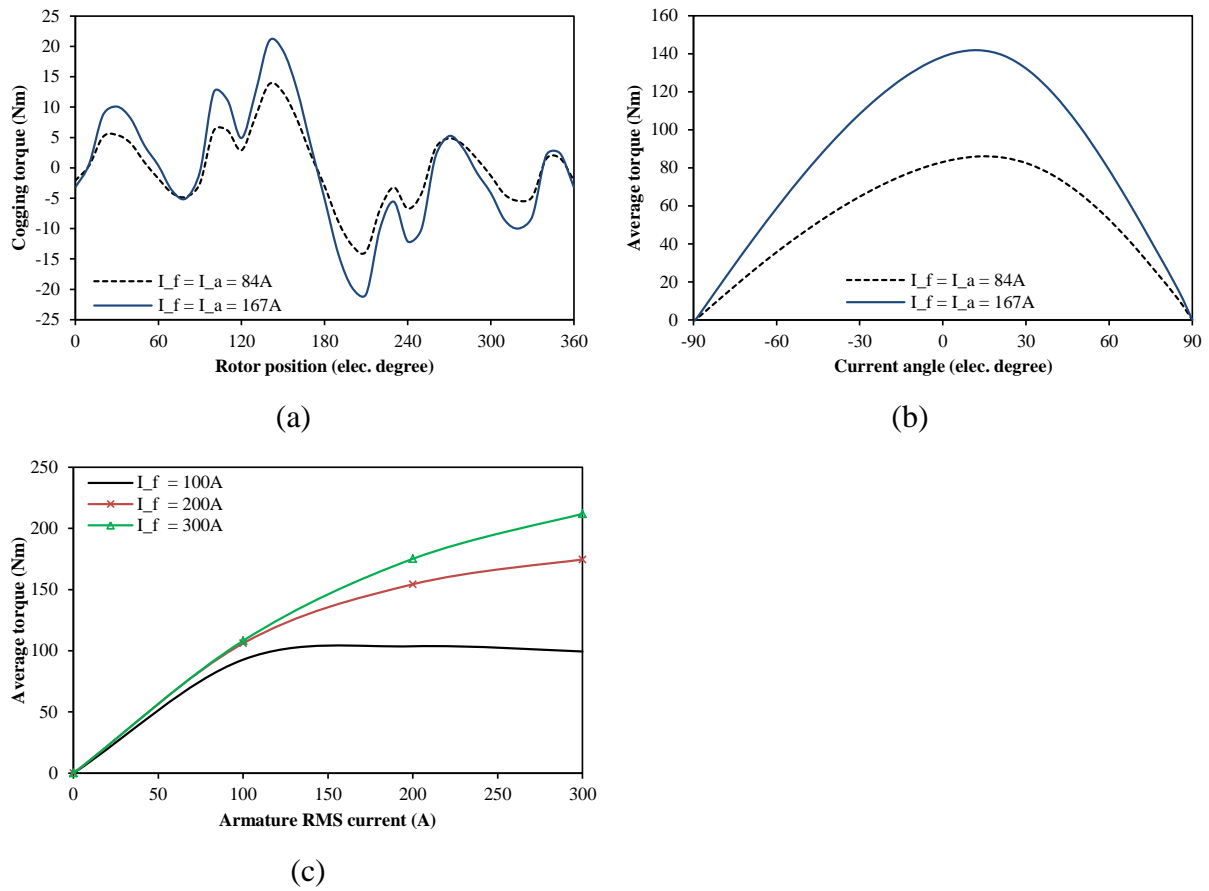 25
20
15
10
5
0
-5
-10
-15
-20
-25
Cogging torque (Nm)
I_f = I_a = 84A
I_f = I_a = 167A
0 60 120 180 240 300 360
Rotor position (elec. degree)
(a)
160
140
120
100
80
60
40
20
0
Average torque (Nm)
I_f = I_a = 84A
I_f = I_a = 167A
-90 -60 -30 0 30 60 90
Current angle (elec. degree)
(b)
250
200
150
100
50
0
Average torque (Nm)
I_f = 100A
I_f = 200A
I_f = 300A
0 50 100 150 200 250 300
Armature RMS current (A)
(c)